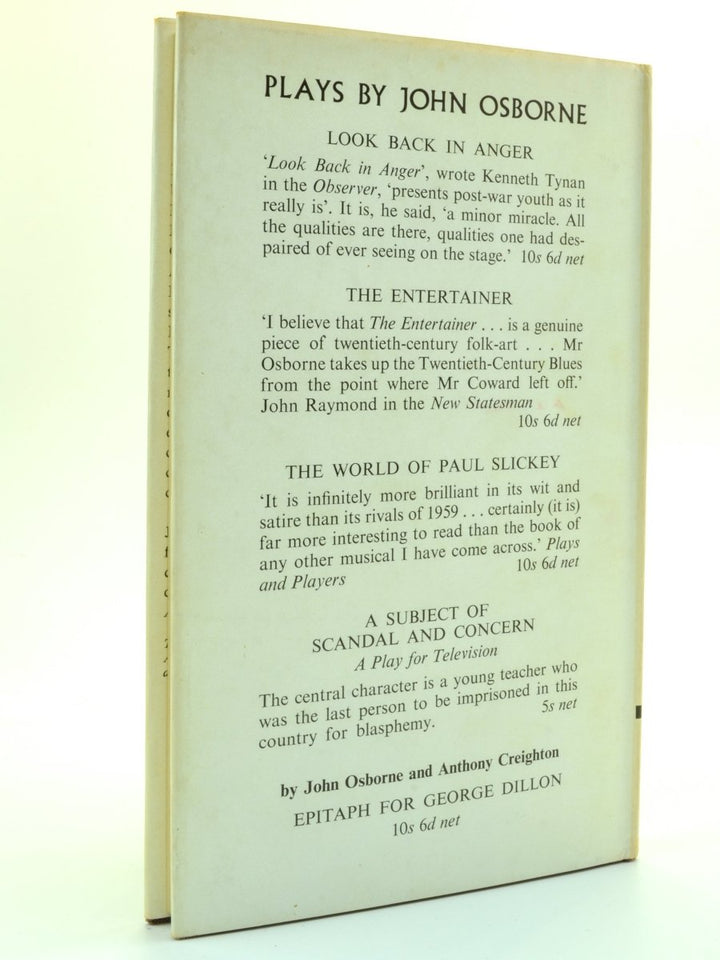 PLAYS BY JOHN OSBORNE
LOOK BACK IN ANGER
‘Look Back in Anger’, wrote Kenneth Tynan
in the Observer, ‘presents post-war youth as it
really is’. It is, he said, ‘a minor miracle. All
the qualities are there, qualities one had des-
paired of ever seeing on the stage.’ 10s 6d net
THE ENTERTAINER
‘I believe that The Entertainer . . . is a genuine
piece of twentieth-century folk-art . . . Mr
Osborne takes up the Twentieth-Century Blues
from the point where Mr Coward left off.’
John Raymond in the New Statesman
10s 6d net
THE WORLD OF PAUL SLICKEY
‘It is infinitely more brilliant in its wit and
satire than its rivals of 1959 . . . certainly (it is)
far more interesting to read than the book of
any other musical I have come across.’ Plays
and Players 10s 6d net
A SUBJECT OF
SCANDAL AND CONCERN
A Play for Television
The central character is a young teacher who
was the last person to be imprisoned in this
country for blasphemy. 5s net
by John Osborne and Anthony Creighton
EPITAPH FOR GEORGE DILLON
10s 6d net